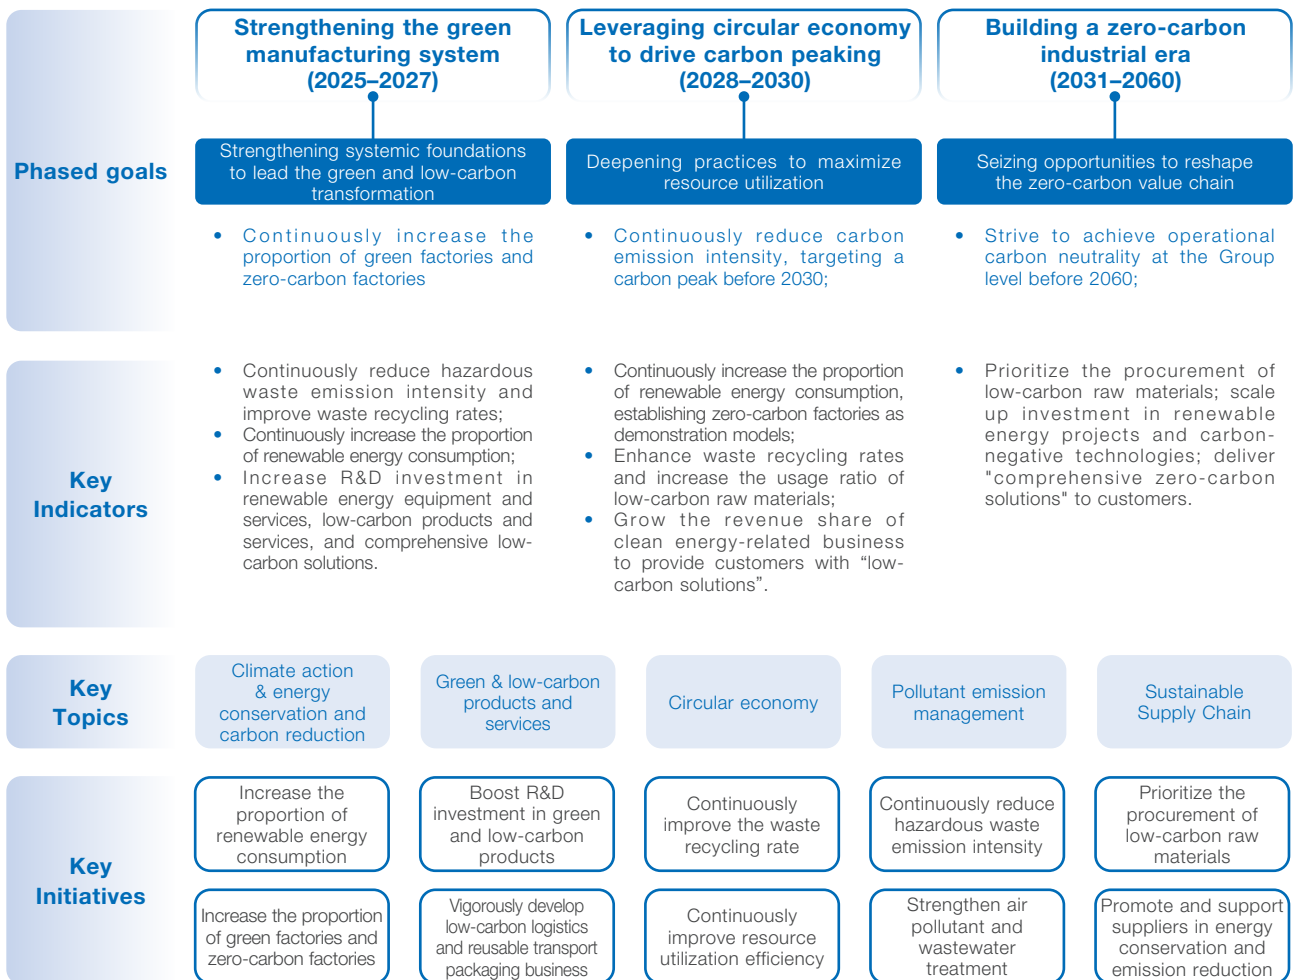 Phased goals
Strengthening the green
manufacturing system
(2025–2027)
Strengthening systemic foundations
to lead the green and low-carbon
transformation
• Continuously increase the
proportion of green factories and
zero-carbon factories
Leveraging circular economy
to drive carbon peaking
(2028–2030)
Deepening practices to maximize
resource utilization
• Continuously reduce carbon
emission intensity, targeting a
carbon peak before 2030;
Building a zero-carbon
industrial era
(2031–2060)
Seizing opportunities to reshape
the zero-carbon value chain
• Strive to achieve operational
carbon neutrality at the Group
level before 2060;
Key
Indicators
• Continuously reduce hazardous
waste emission intensity and
improve waste recycling rates;
• Continuously increase the proportion
of renewable energy consumption;
• Increase R&D investment in
renewable energy equipment and
services, low-carbon products and
services, and comprehensive low-
carbon solutions.
• Continuously increase the proportion
of renewable energy consumption,
establishing zero-carbon factories as
demonstration models;
• Enhance waste recycling rates
and increase the usage ratio of
low-carbon raw materials;
• Grow the revenue share of
clean energy-related business
to provide customers with “low-
carbon solutions”.
• Prioritize the procurement of
low-carbon raw materials; scale
up investment in renewable
energy projects and carbon-
negative technologies; deliver
"comprehensive zero-carbon
solutions" to customers.
Key
Topics
Climate action
& energy
conservation and
carbon reduction
Green & low-carbon
products and
services
Circular economy
Pollutant emission
management
Sustainable
Supply Chain
Key
Initiatives
Increase the
proportion of
renewable energy
consumption
Boost R&D
investment in green
and low-carbon
products
Continuously
improve the waste
recycling rate
Continuously reduce
hazardous waste
emission intensity
Prioritize the
procurement of
low-carbon raw
materials
Increase the proportion
of green factories and
zero-carbon factories
Vigorously develop
low-carbon logistics
and reusable transport
packaging business
Continuously
improve resource
utilization efficiency
Strengthen air
pollutant and
wastewater
treatment
Promote and support
suppliers in energy
conservation and
emission reduction